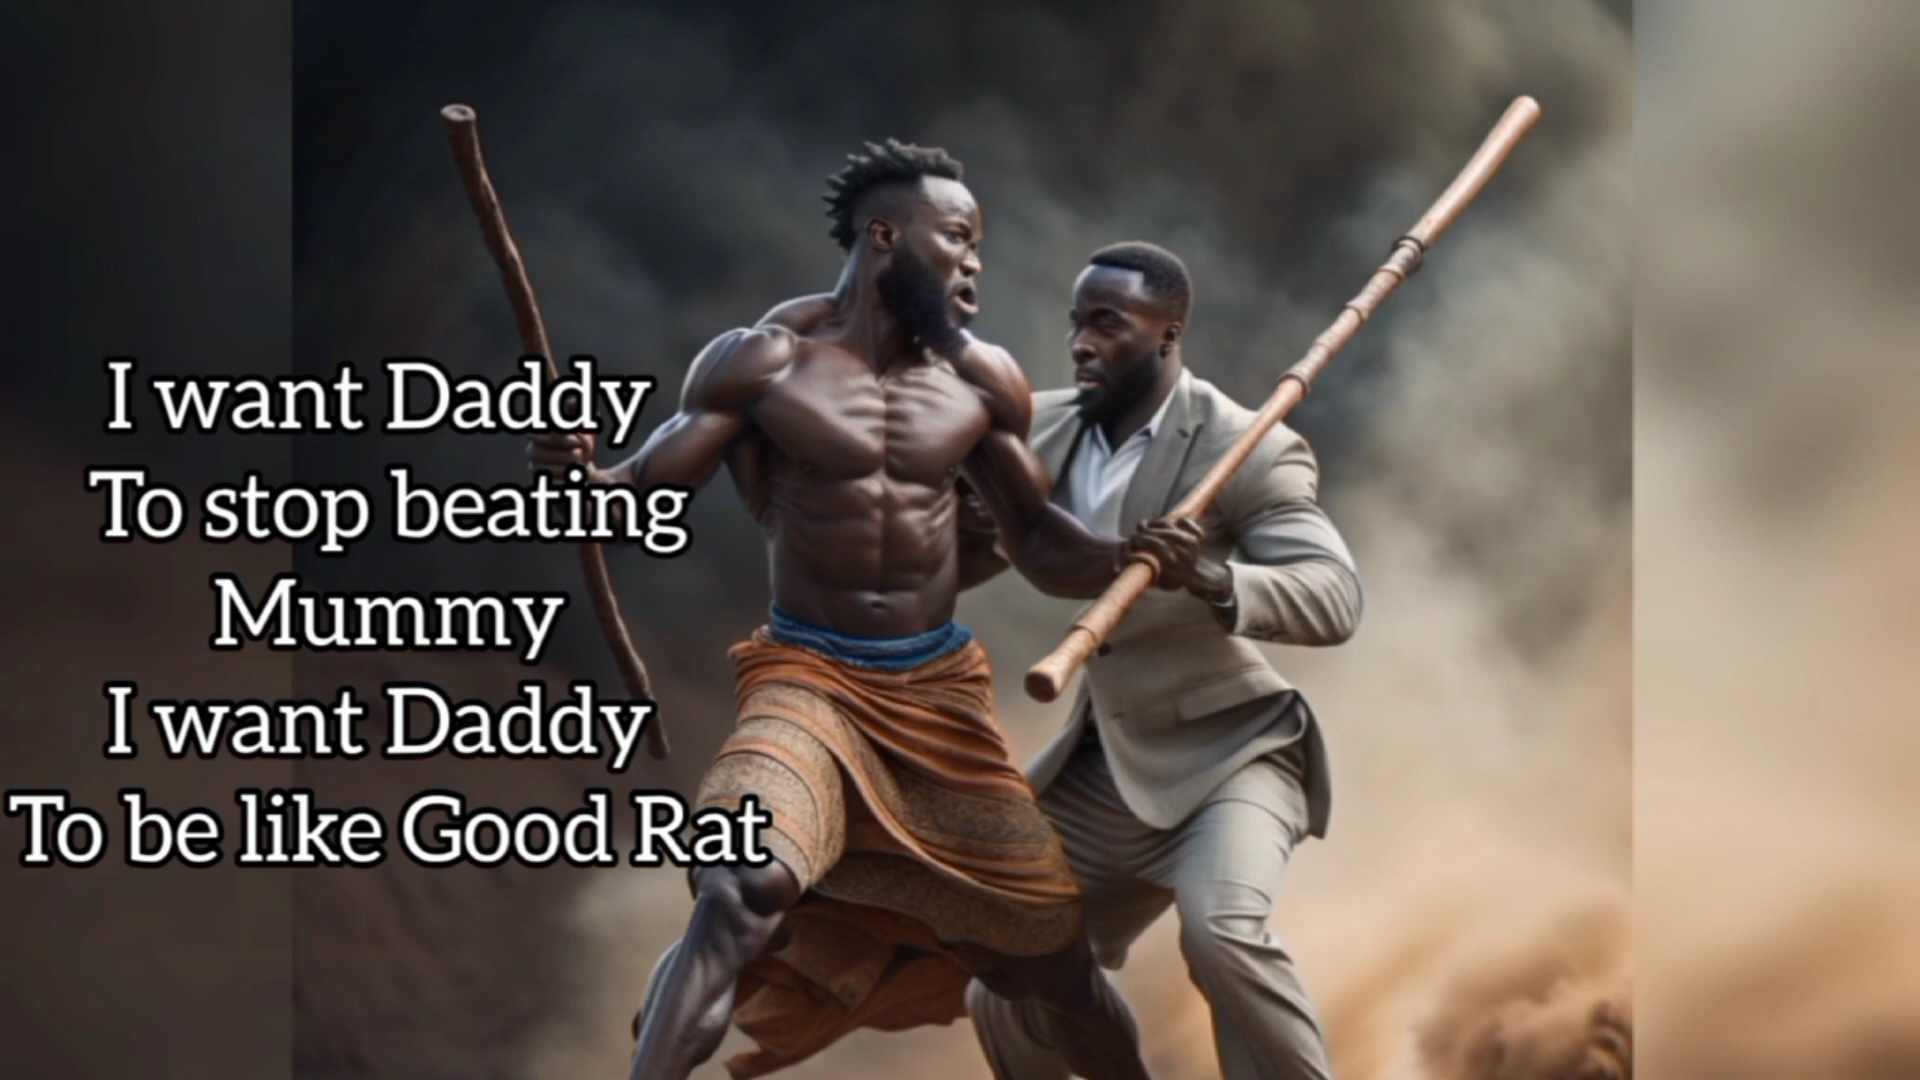 I want Daddy
To stop beating
Mummy
I want Daddy
To be like Good Rat